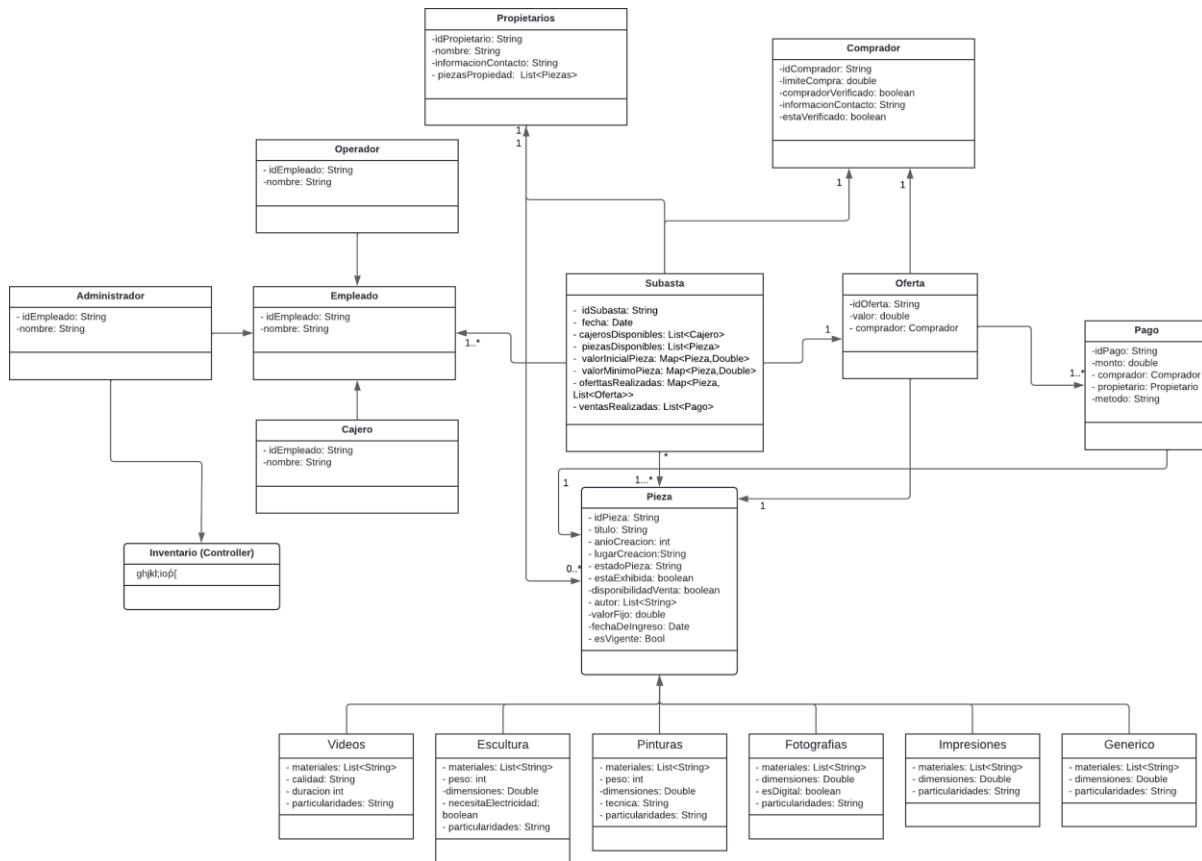 Propietarios
-idPropietario: String
-nombre: String
-informacionContacto: String
- piezasPropiedad: List<Piezas>
Comprador
-idComprador: String
-limiteCompra: double
-compradorVerificado: boolean
-informacionContacto: String
-estaVerificado: boolean
1
1
Operador
- idEmpleado: String
-nombre: String
1
1
Administrador
- idEmpleado: String
-nombre: String
Empleado
- idEmpleado: String
-nombre: String
1..*
Subasta
- idSubasta: String
- fecha: Date
- cajerosDisponibles: List<Cajero>
- piezasDisponibles: List<Pieza>
- valorInicialPieza: Map<Pieza,Double>
- valorMinimoPieza: Map<Pieza,Double>
- oferttasRealizadas: Map<Pieza,
List<Oferta>>
- ventasRealizadas: List<Pago>
1
Oferta
-idOferta: String
-valor: double
- comprador: Comprador
1..*
Pago
-idPago: String
-monto: double
- comprador: Comprador
- propietario: Propietario
-metodo: String
Cajero
- idEmpleado: String
-nombre: String
*
1...*
1
1
0..*
Inventario (Controller)
Pieza
- idPieza: String
- titulo: String
- anioCreacion: int
- lugarCreacion:String
- estadoPieza: String
- estaExhibida: boolean
-disponibilidadVenta: boolean
- autor: List<String>
-valorFijo: double
-fechaDeIngreso: Date
- esVigente: Bool
Videos
- materiales: List<String>
- calidad: String
- duracion int
- particularidades: String
Escultura
- materiales: List<String>
- peso: int
-dimensiones: Double
- necesitaElectricidad:
boolean
- particularidades: String
Pinturas
- materiales: List<String>
- peso: int
-dimensiones: Double
- tecnica: String
- particularidades: String
Fotografias
- materiales: List<String>
- dimensiones: Double
- esDigital: boolean
- particularidades: String
Impresiones
- materiales: List<String>
- dimensiones: Double
- particularidades: String
Generico
- materiales: List<String>
- dimensiones: Double
- particularidades: String